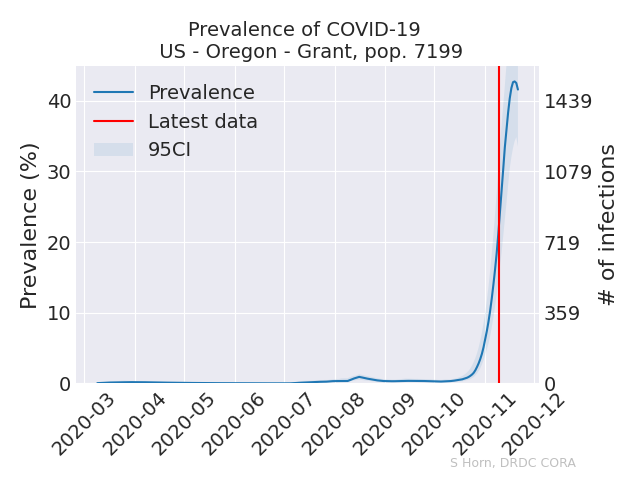 Prevalence of COVID-19
US - Oregon - Grant, pop. 7199
Prevalence
Latest data
95CI
Prevalence (%)
40
30
20
10
0
1439
1079
719
359
0
# of infections
2020-03
2020-04
2020-05
2020-06
2020-07
2020-08
2020-09
2020-10
2020-11
2020-12
S Horn, DRDC CORA